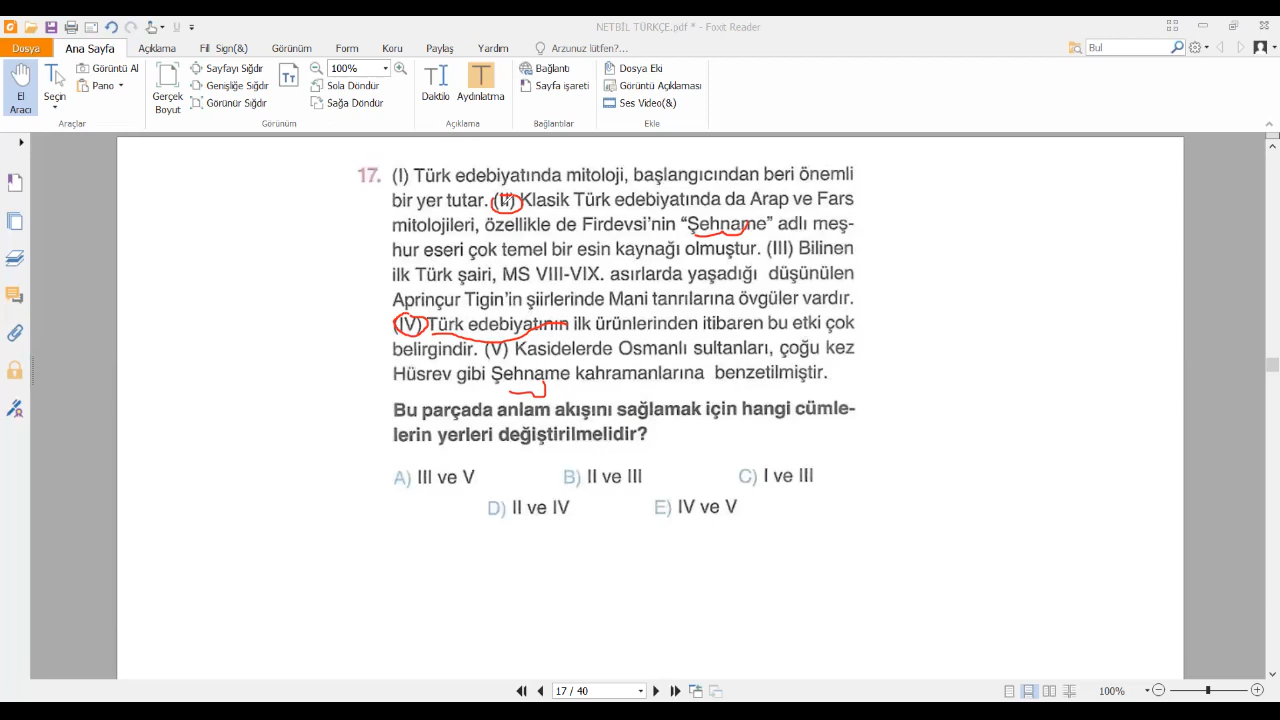 NETBİL TÜRKÇE.pdf * - Foxit Reader
Dosya Ana Sayfa Açıklama Fil Sign(&) Görünüm Form Koru Paylaş Yardım Arzunuz lütfen?... Bul
El Aracı
Seçin
Görüntü Al
Pano
Araçlar
Gerçek Boyut
Sayfayı Sığdır
Genişliğe Sığdır
Görünür Sığdır
100%
Sola Döndür
Sağa Döndür
Görünüm
Daktilo
Aydınlatma
Açıklama
Bağlantı
Sayfa işareti
Bağlantılar
Dosya Eki
Görüntü Açıklaması
Ses Video(&)
Ekle
17. (I) Türk edebiyatında mitoloji, başlangıcından beri önemli
bir yer tutar. (II) Klasik Türk edebiyatında da Arap ve Fars
mitolojileri, özellikle de Firdevsi’nin “Şehname” adlı meş-
hur eseri çok temel bir esin kaynağı olmuştur. (III) Bilinen
ilk Türk şairi, MS VIII-VIX. asırlarda yaşadığı düşünülen
Aprinçur Tigin’in şiirlerinde Mani tanrılarına övgüler vardır.
(IV) Türk edebiyatının ilk ürünlerinden itibaren bu etki çok
belirgindir. (V) Kasidelerde Osmanlı sultanları, çoğu kez
Hüsrev gibi Şehname kahramanlarına benzetilmiştir.
Bu parçada anlam akışını sağlamak için hangi cümle-
lerin yerleri değiştirilmelidir?
A) III ve V B) II ve III C) I ve III
D) II ve IV E) IV ve V
17 / 40
100%